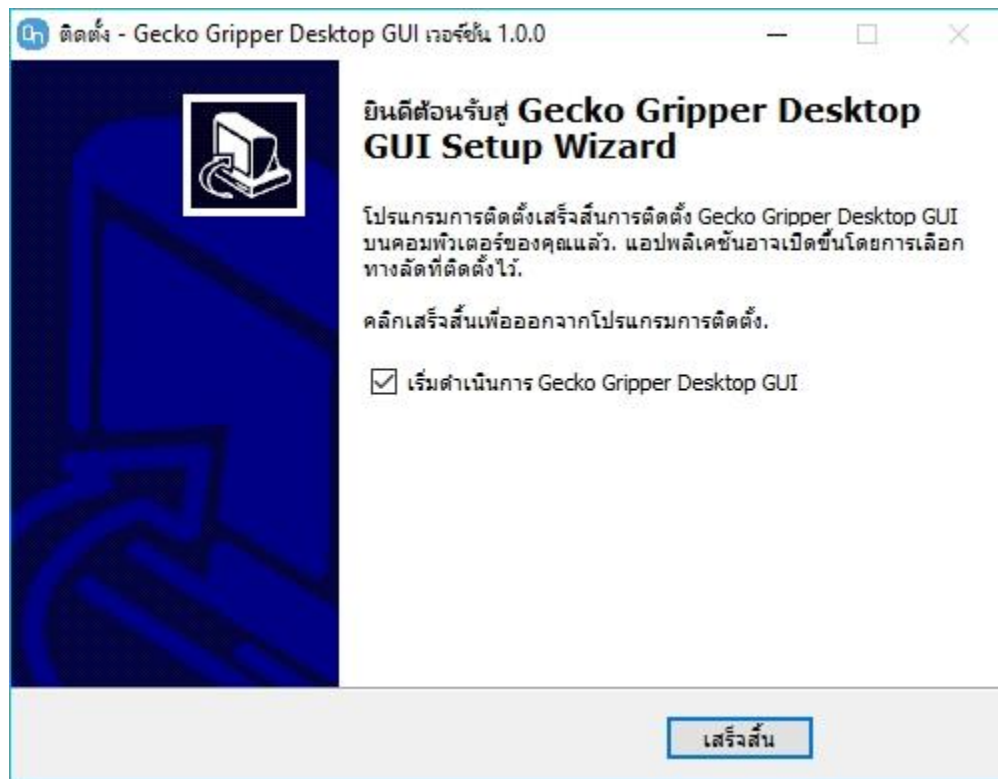 ติดตั้ง - Gecko Gripper Desktop GUI เวอร์ชั่น 1.0.0
ยินดีต้อนรับสู่ Gecko Gripper Desktop
GUI Setup Wizard
โปรแกรมการติดตั้งเสร็จสิ้นการติดตั้ง Gecko Gripper Desktop GUI
บนคอมพิวเตอร์ของคุณแล้ว. แอปพลิเคชันอาจเปิดขึ้นโดยการเลือก
ทางลัดที่ติดตั้งไว้.
คลิกเสร็จสิ้นเพื่อออกจากโปรแกรมการติดตั้ง.
เริ่มดำเนินการ Gecko Gripper Desktop GUI
เสร็จสิ้น